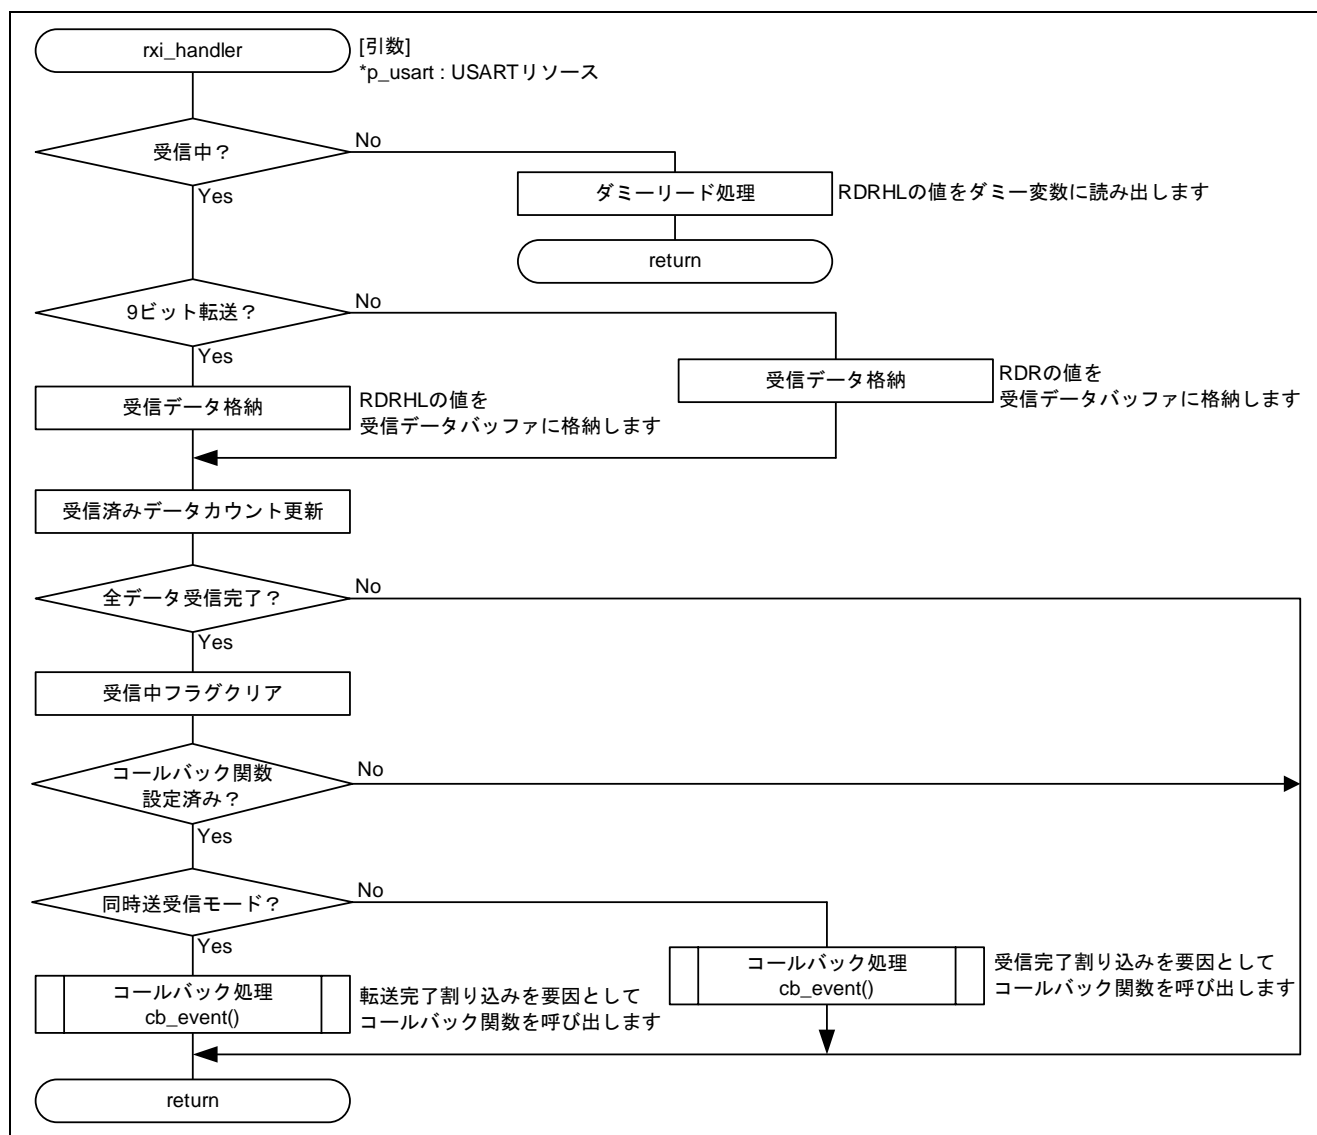 rxi_handler
[引数]
*p_usart : USARTリソース
受信中？
No
Yes
ダミーリード処理
RDRHLの値をダミー変数に読み出します
return
9ビット転送？
No
Yes
受信データ格納
RDRHLの値を
受信データバッファに格納します
受信データ格納
RDRの値を
受信データバッファに格納します
受信済みデータカウント更新
全データ受信完了？
No
Yes
受信中フラグクリア
コールバック関数
設定済み？
No
Yes
同時送受信モード？
No
Yes
コールバック処理
cb_event()
転送完了割り込みを要因として
コールバック関数を呼び出します
コールバック処理
cb_event()
受信完了割り込みを要因として
コールバック関数を呼び出します
return